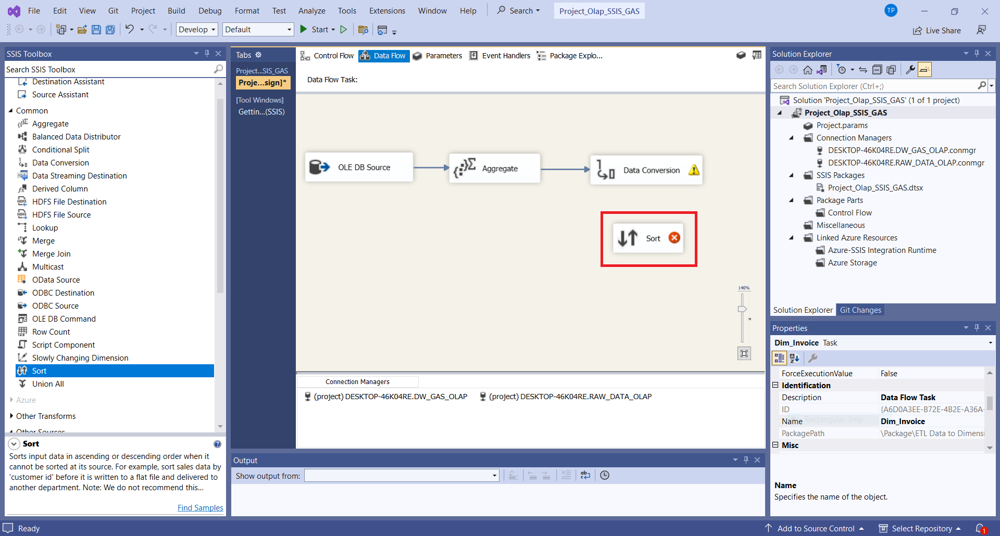 File Edit View Git Project Build Debug Format Test Analyze Tools Extensions Window Help Search Project_Olap_SSIS_GAS TP
Develop Default Start Live Share
SSIS Toolbox
Search SSIS Toolbox
Destination Assistant
Source Assistant
Common
Aggregate
Balanced Data Distributor
Conditional Split
Data Conversion
Data Streaming Destination
Derived Column
HDFS File Destination
HDFS File Source
Lookup
Merge
Merge Join
Multicast
OData Source
ODBC Destination
ODBC Source
OLE DB Command
Row Count
Script Component
Slowly Changing Dimension
Sort
Union All
Azure
Other Transforms
Other Sources
Sort
Sorts input data in ascending or descending order when it
cannot be sorted at its source. For example, sort sales data by
'customer id' before it is written to a flat file and delivered to
another department. Note: We do not recommend this...
Find Samples
Tabs
Project...SIS_GAS
Proje...sign]*
[Tool Windows]
Gettin...(SSIS)
Control Flow Data Flow Parameters Event Handlers Package Explo...
Data Flow Task:
OLE DB Source
Aggregate
Data Conversion
Sort
140%
Connection Managers
(project) DESKTOP-46K04RE.DW_GAS_OLAP (project) DESKTOP-46K04RE.RAW_DATA_OLAP
Output
Show output from:
Solution Explorer
Search Solution Explorer (Ctrl+;)
Solution 'Project_Olap_SSIS_GAS' (1 of 1 project)
Project_Olap_SSIS_GAS
Project.params
Connection Managers
DESKTOP-46K04RE.DW_GAS_OLAP.conmgr
DESKTOP-46K04RE.RAW_DATA_OLAP.conmgr
SSIS Packages
Project_Olap_SSIS_GAS.dtsx
Package Parts
Control Flow
Miscellaneous
Linked Azure Resources
Azure-SSIS Integration Runtime
Azure Storage
Solution Explorer Git Changes
Properties
Dim_Invoice Task
ForceExecutionValue False
Identification
Description Data Flow Task
ID {A6D0A3EE-B72E-4B2E-A36A-
Rectangular Snip
Name Dim_Invoice
PackagePath \Package\ETL Data to Dimensi
Misc
Name
Specifies the name of the object.
Ready Add to Source Control Select Repository 1